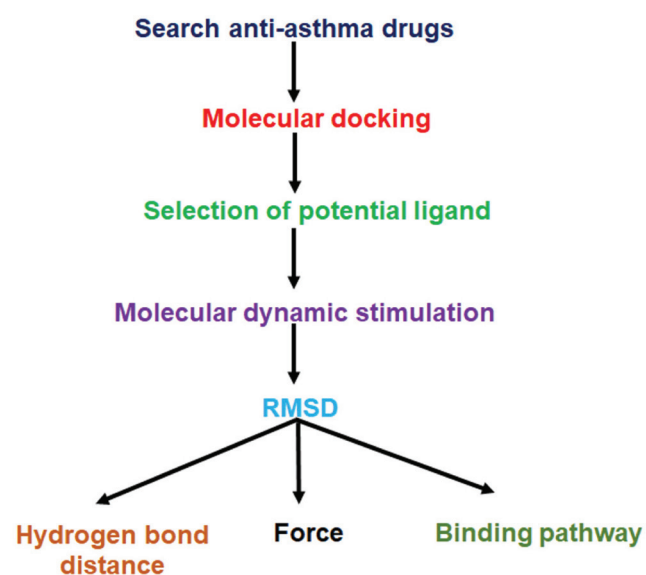 Search anti-asthma drugs
Molecular docking
Selection of potential ligand
Molecular dynamic stimulation
RMSD
Hydrogen bond
distance
Force
Binding pathway